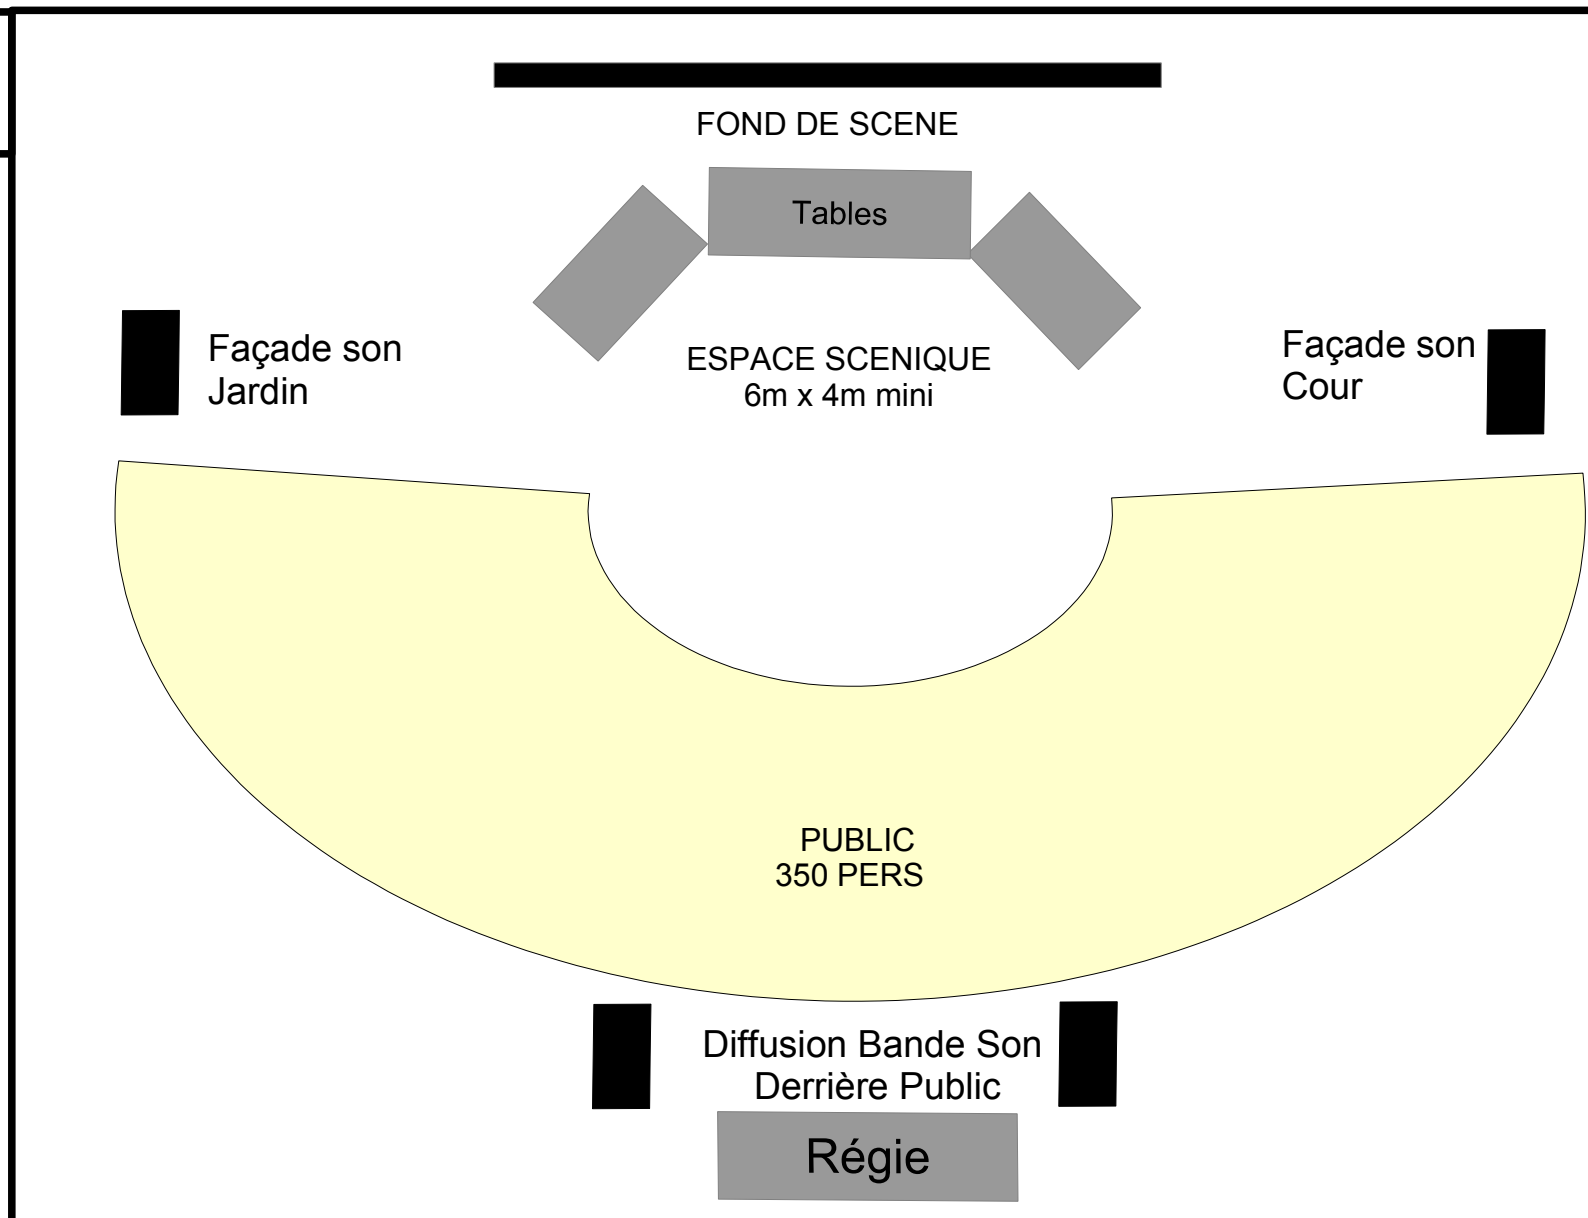 FOND DE SCENE
Tables
Façade son
Jardin
ESPACE SCENIQUE
6m x 4m mini
Façade son
Cour
PUBLIC
350 PERS
Diffusion Bande Son
Derrière Public
Régie